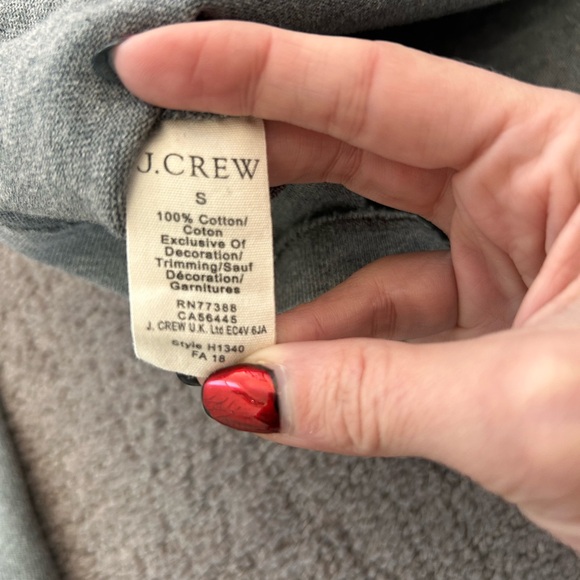 J.CREW
S
100% Cotton/
Coton
Exclusive Of
Decoration/
Trimming/Sauf
Décoration/
Garnitures
RN77388
CA56445
J. CREW U.K. Ltd EC4V 6JA
Style H1340
FA 18